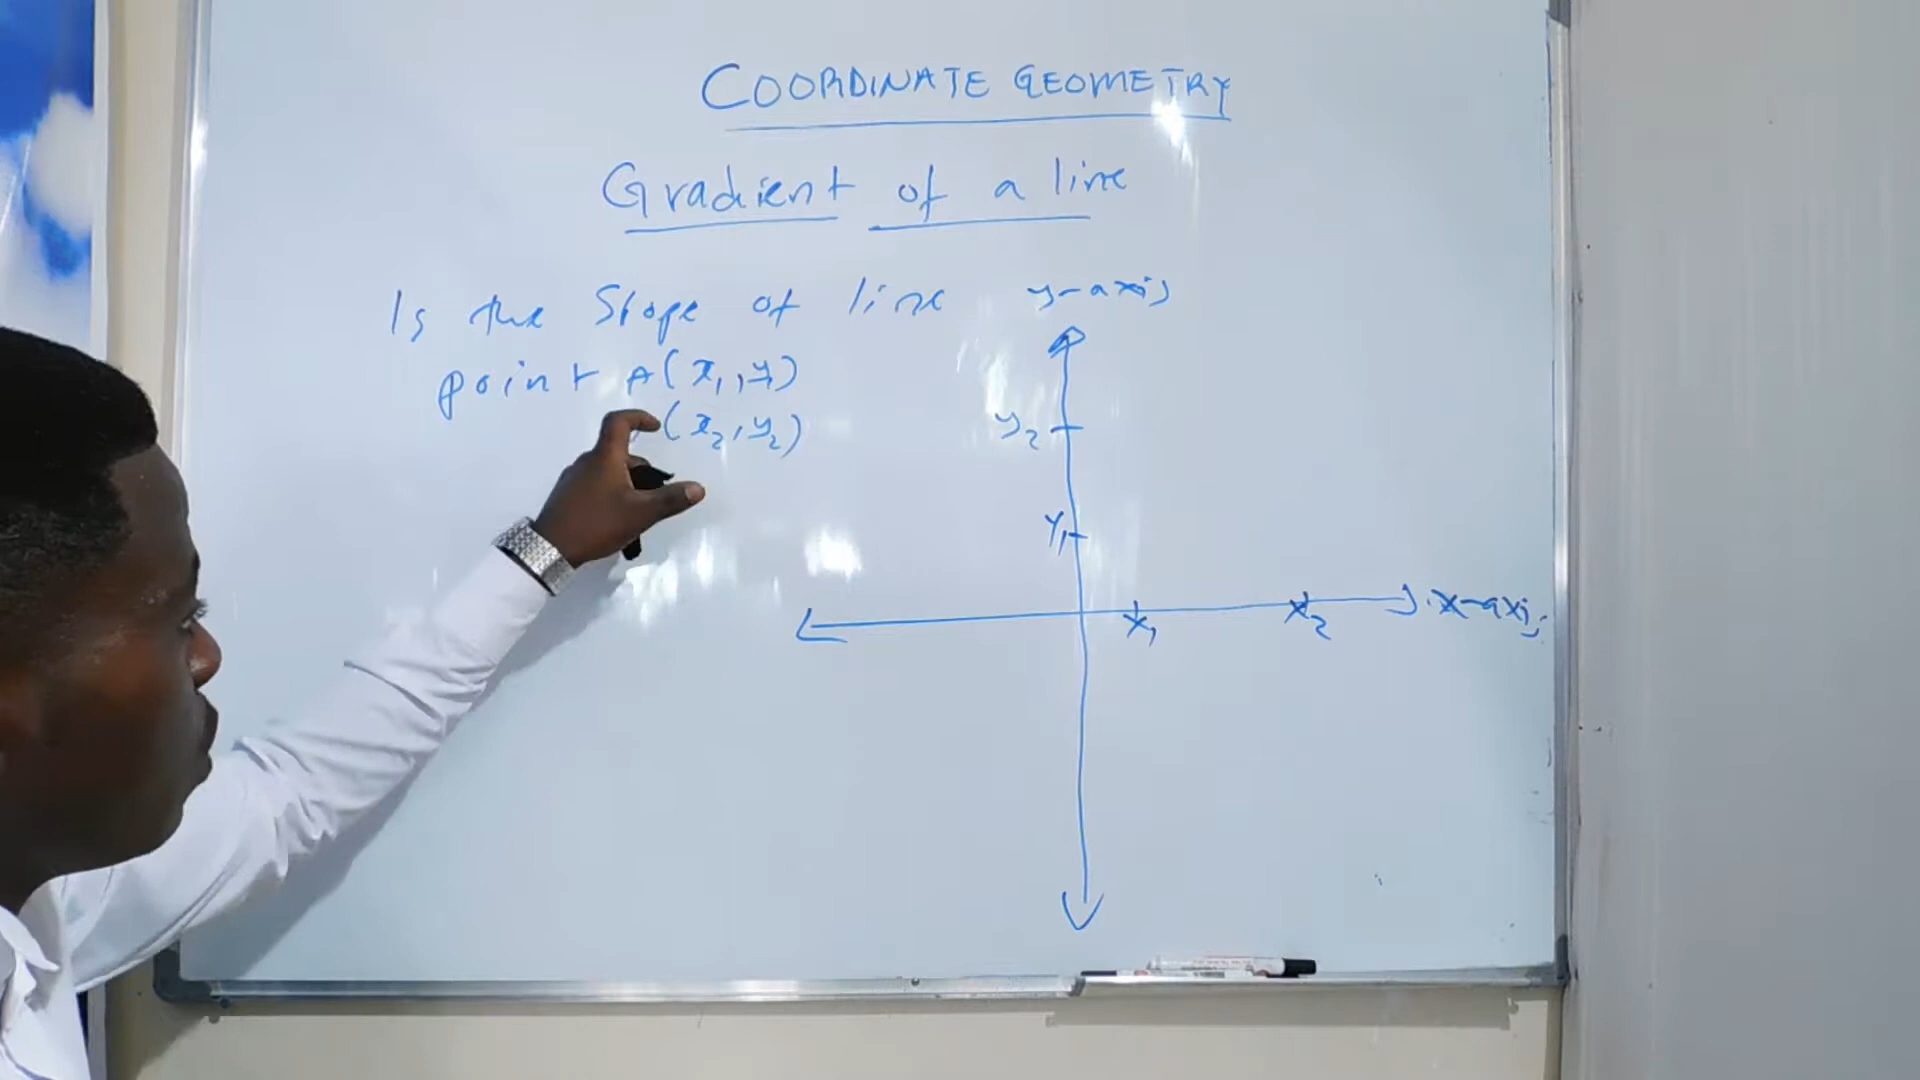 COORDINATE GEOMETRY
Gradient of a line
Is the Slope of line
point A(x₁,y₁)
(x₂,y₂)
y-axis
y₂
y₁
x₁ x₂ x-axis